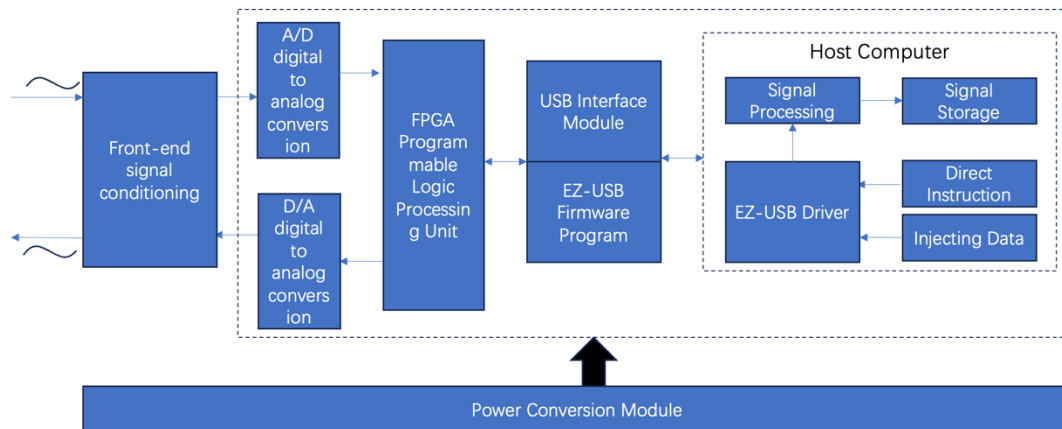 Front-end
signal
conditioning
A/D
digital
to
analog
convers
ion
D/A
digital
to
analog
convers
ion
FPGA
Program
mable
Logic
Processin
g Unit
USB Interface
Module
EZ-USB
Firmware
Program
Host Computer
Signal
Processing
Signal
Storage
EZ-USB Driver
Direct
Instruction
Injecting Data
Power Conversion Module